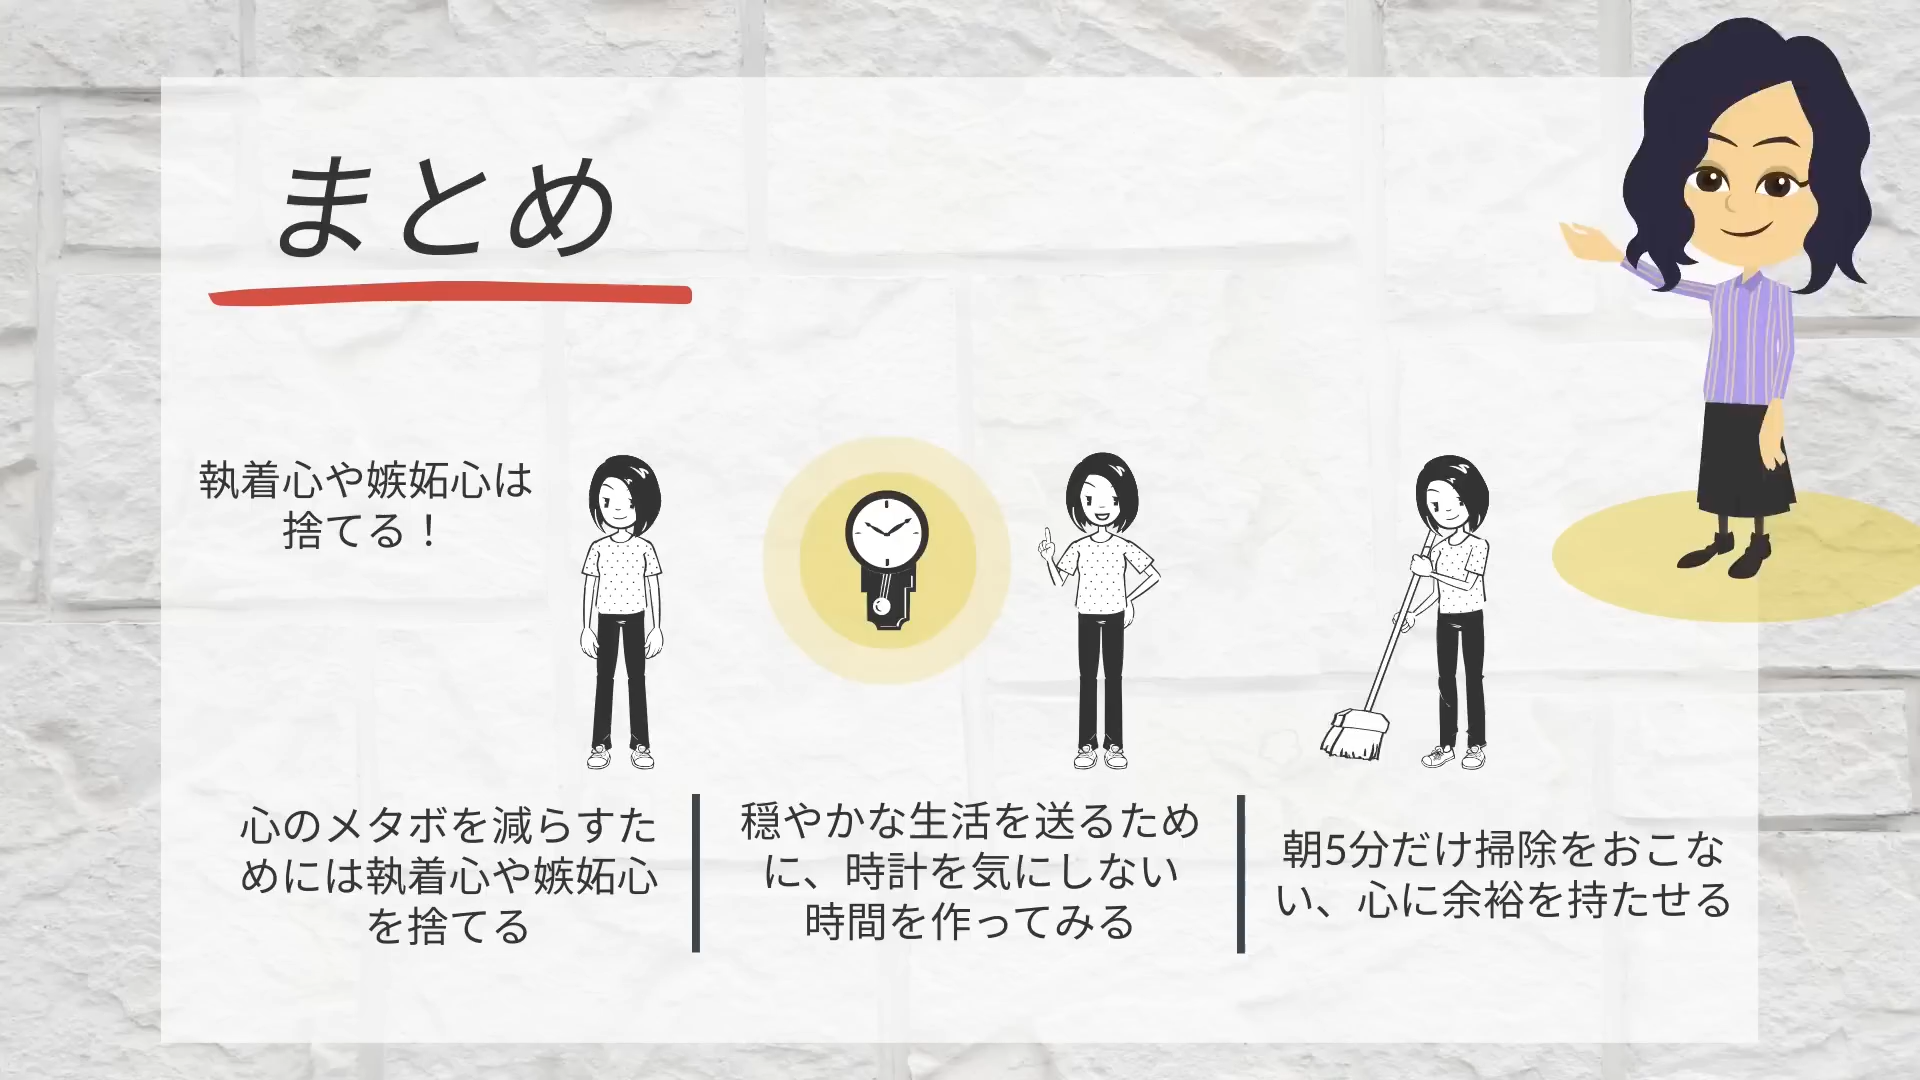 まとめ
執着心や嫉妬心は
捨てる！
心のメタボを減らすた
めには執着心や嫉妬心
を捨てる
穏やかな生活を送るため
に、時計を気にしない
時間を作ってみる
朝5分だけ掃除をおこな
い、心に余裕を持たせる